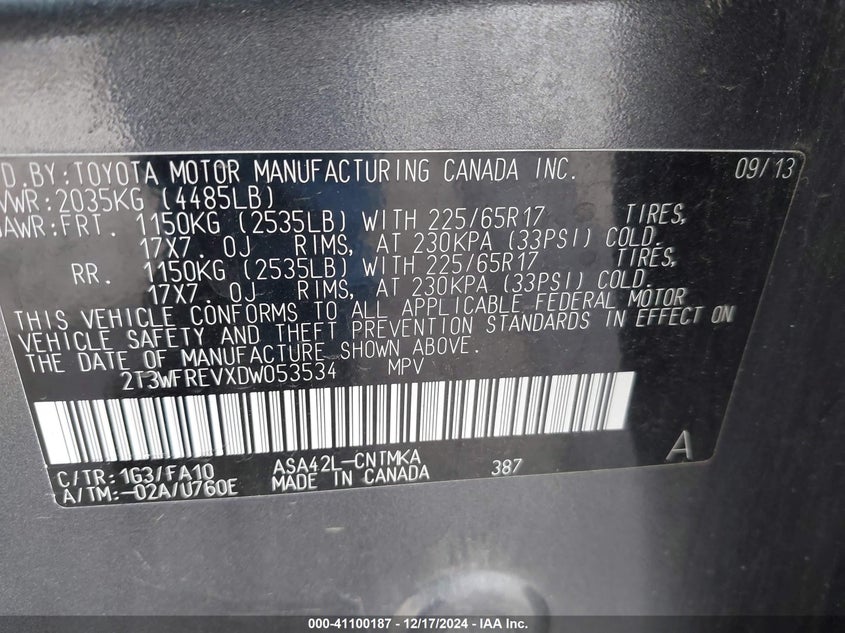 D.BY:TOYOTA MOTOR MANUFACTURING CANADA INC. 09/13
VWR:2035KG (4485LB)
AWR:FRT. 1150KG (2535LB) WITH 225/65R17 TIRES,
17X7.0J RIMS, AT 230KPA (33PSI) COLD.
RR. 1150KG (2535LB) WITH 225/65R17 TIRES,
17X7.0J RIMS, AT 230KPA (33PSI) COLD.
THIS VEHICLE CONFORMS TO ALL APPLICABLE FEDERAL MOTOR
VEHICLE SAFETY AND THEFT PREVENTION STANDARDS IN EFFECT ON
THE DATE OF MANUFACTURE SHOWN ABOVE.
2T3WFREVXDW053534 MPV
A
C/TR:1G3/FA10 ASA42L-CNTMKA 387
A/TM:-02A/U760E MADE IN CANADA
000-41100187 - 12/17/2024 - IAA Inc.